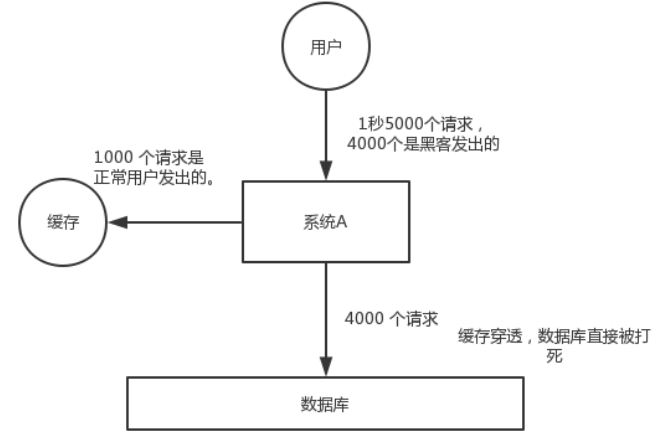 用户
1秒5000个请求，
4000个是黑客发出的
1000 个请求是
正常用户发出的。
缓存
系统A
4000 个请求
缓存穿透，数据库直接被打
死
数据库